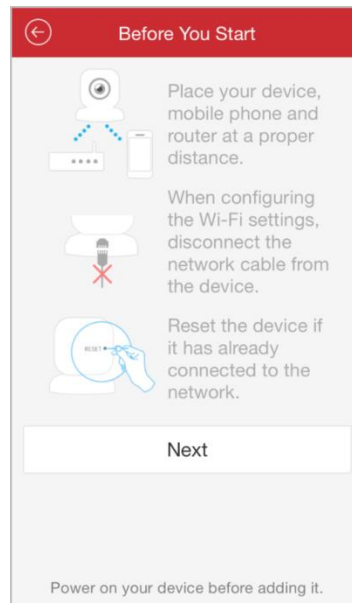 Before You Start
Place your device,
mobile phone and
router at a proper
distance.
When configuring
the Wi-Fi settings,
disconnect the
network cable from
the device.
RESET
Reset the device if
it has already
connected to the
network.
Next
Power on your device before adding it.